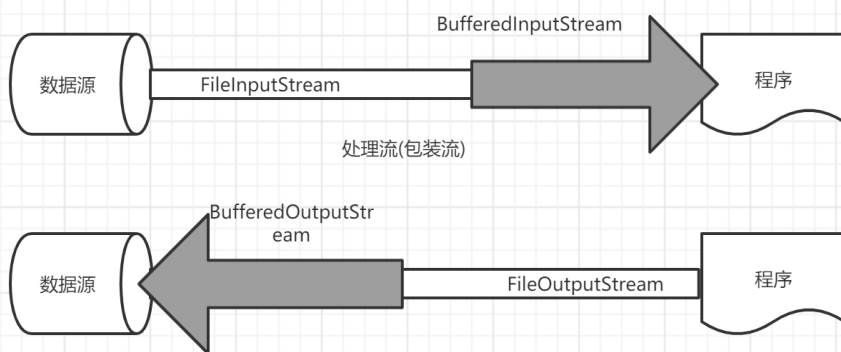 BufferedInputStream
数据源
FileInputStream
程序
处理流(包装流)
BufferedOutputStr
eam
数据源
FileOutputStream
程序